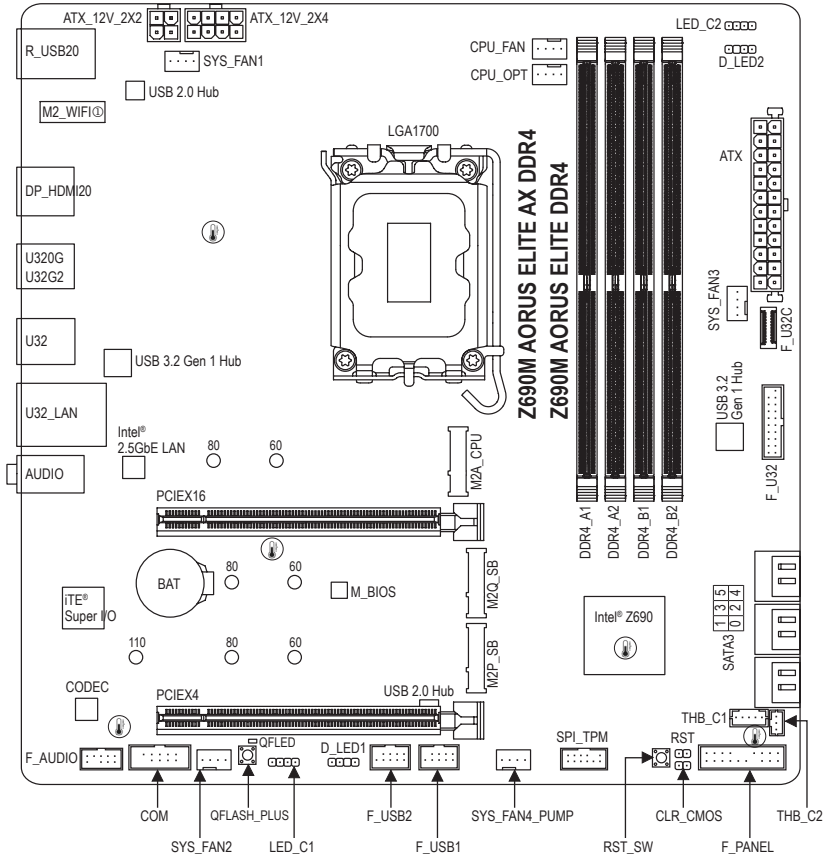 ATX_12V_2X2
ATX_12V_2X4
LED_C2
R_USB20
SYS_FAN1
CPU_FAN
D_LED2
CPU_OPT
USB 2.0 Hub
M2_WIFI①
LGA1700
ATX
DP_HDMI20
Z690M AORUS ELITE AX DDR4
Z690M AORUS ELITE DDR4
U320G
U32G2
SYS_FAN3
F_U32C
U32
USB 3.2 Gen 1 Hub
USB 3.2
Gen 1 Hub
U32_LAN
Intel®
2.5GbE LAN
80
60
M2A_CPU
AUDIO
F_U32
PCIEX16
DDR4_A1
DDR4_A2
DDR4_B1
DDR4_B2
BAT
80
60
M_BIOS
M2Q_SB
iTE®
Super I/O
Intel® Z690
1 3 5
0 2 4
SATA3
110
80
60
M2P_SB
CODEC
PCIEX4
USB 2.0 Hub
THB_C1
F_AUDIO
QFLED
D_LED1
SPI_TPM
RST
COM
QFLASH_PLUS
F_USB2
SYS_FAN4_PUMP
CLR_CMOS
THB_C2
SYS_FAN2
LED_C1
F_USB1
RST_SW
F_PANEL